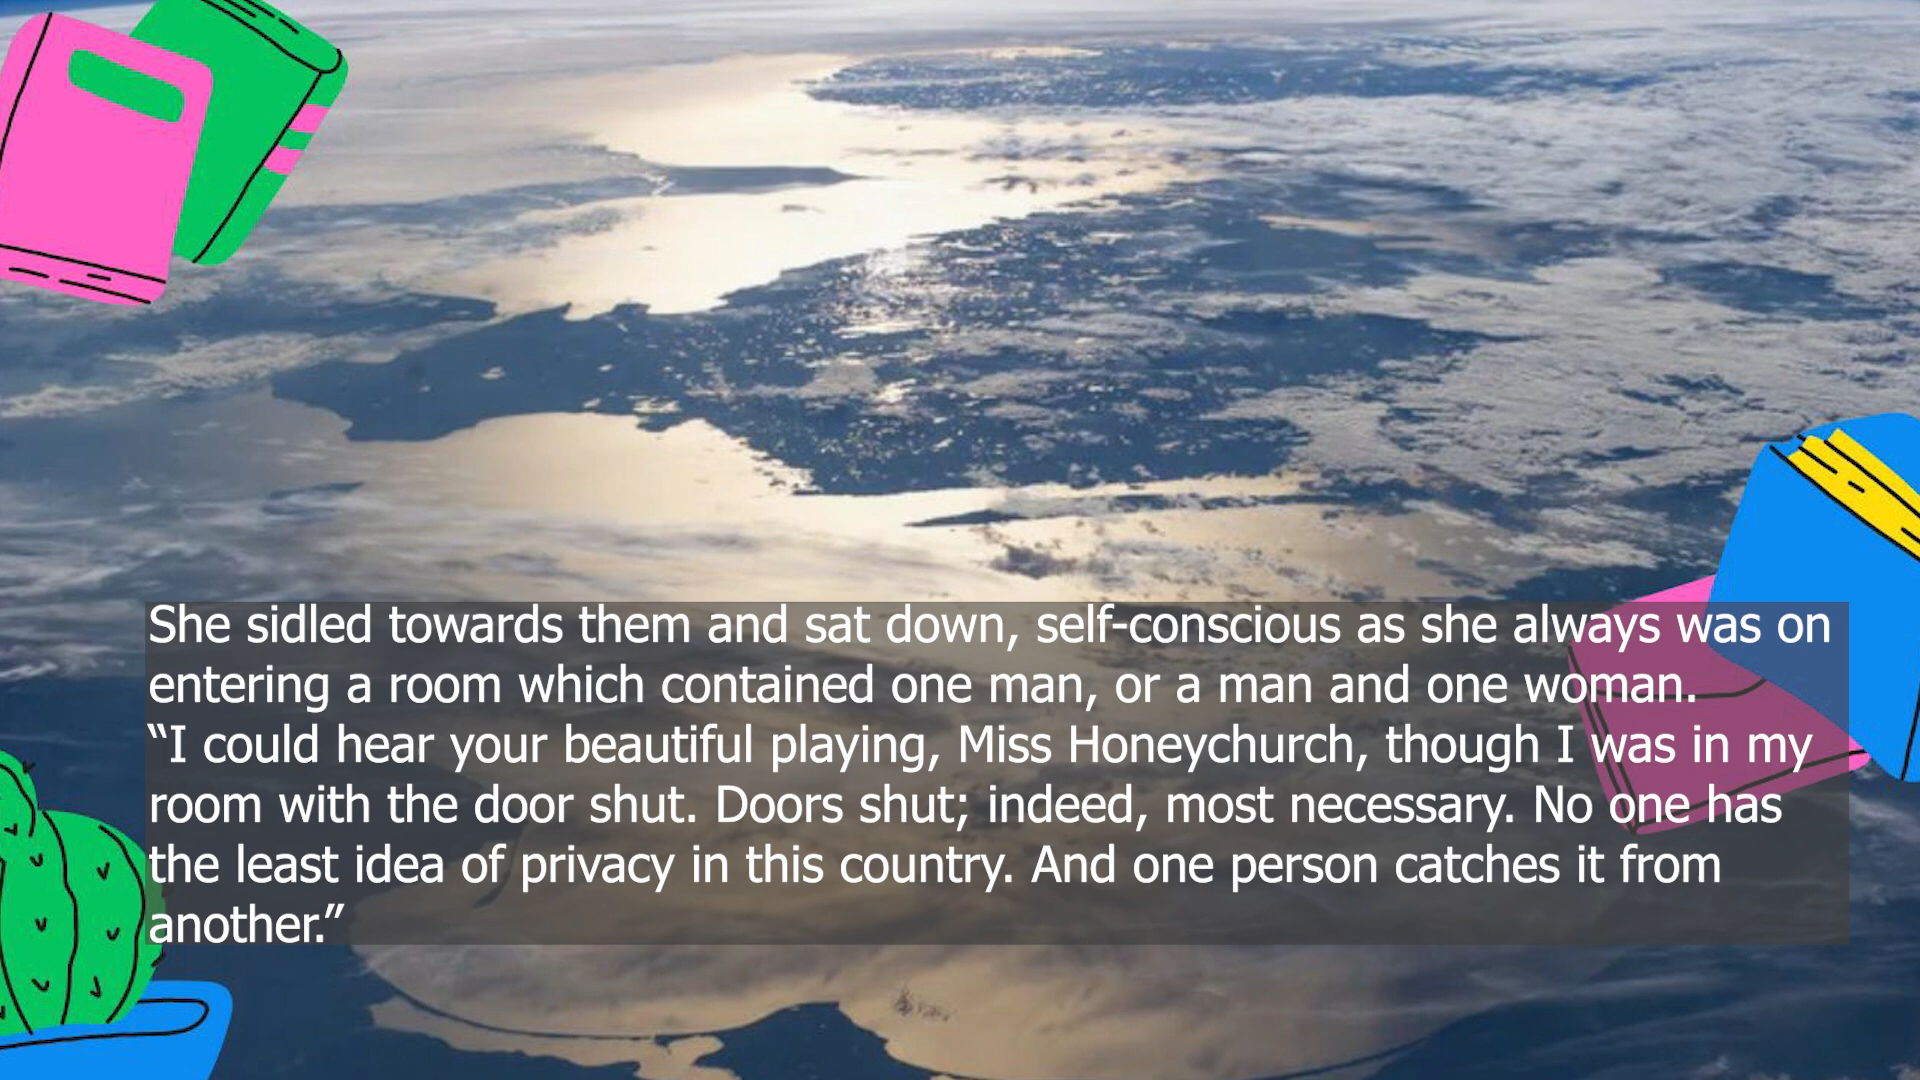 She sidled towards them and sat down, self-conscious as she always was on
entering a room which contained one man, or a man and one woman.
“I could hear your beautiful playing, Miss Honeychurch, though I was in my
room with the door shut. Doors shut; indeed, most necessary. No one has
the least idea of privacy in this country. And one person catches it from
another.”